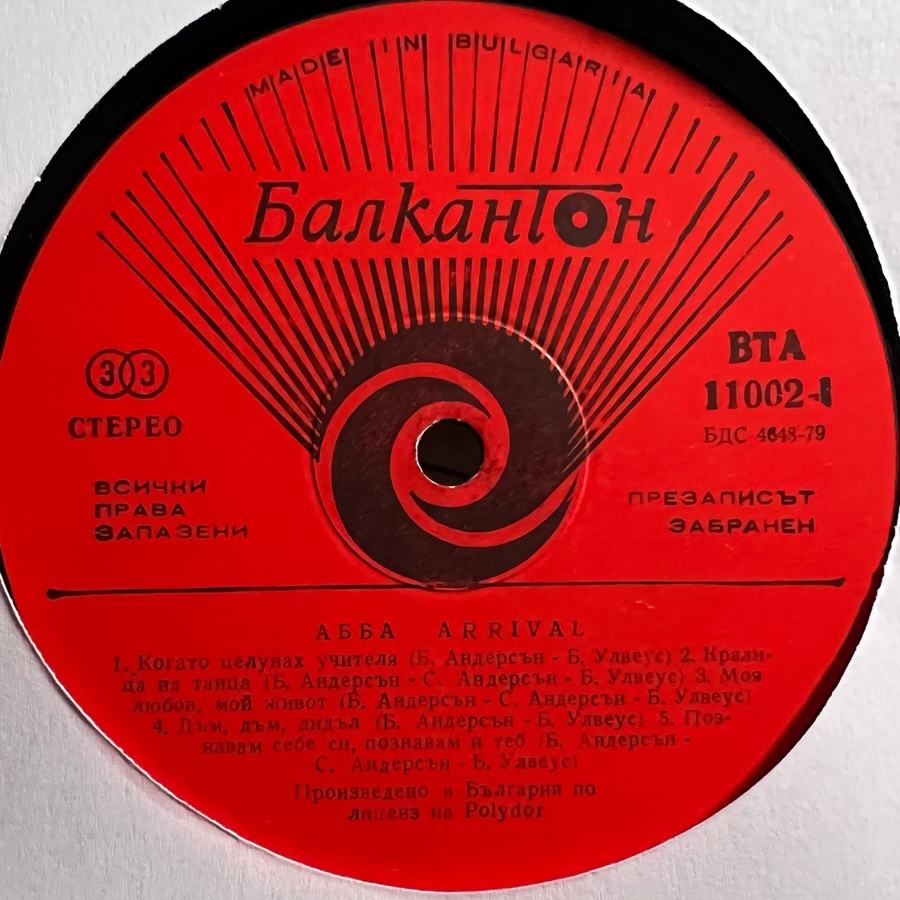 MADE IN BULGARIA
Балкантон
33
СТЕРЕО
ВТА
11002-I
БДС 4648-79
ВСИЧКИ
ПРАВА
ЗАПАЗЕНИ
ПРЕЗАПИСЪТ
ЗАБРАНЕН
АББА ARRIVAL
1. Когато целунах учителя (Б. Андерсън - Б. Улвеус) 2. Крали-
ца на танца (Б. Андерсън - С. Андерсън - Б. Улвеус) 3. Моя
любов, мой живот (Б. Андерсън - С. Андерсън - Б. Улвеус)
4. Дъм, дъм, дидъл (Б. Андерсън - Б. Улвеус) 5. Поз-
навам себе си, познавам и теб (Б. Андерсън -
С. Андерсън - Б. Улвеус)
Произведено в България по
лиценз на Polydor